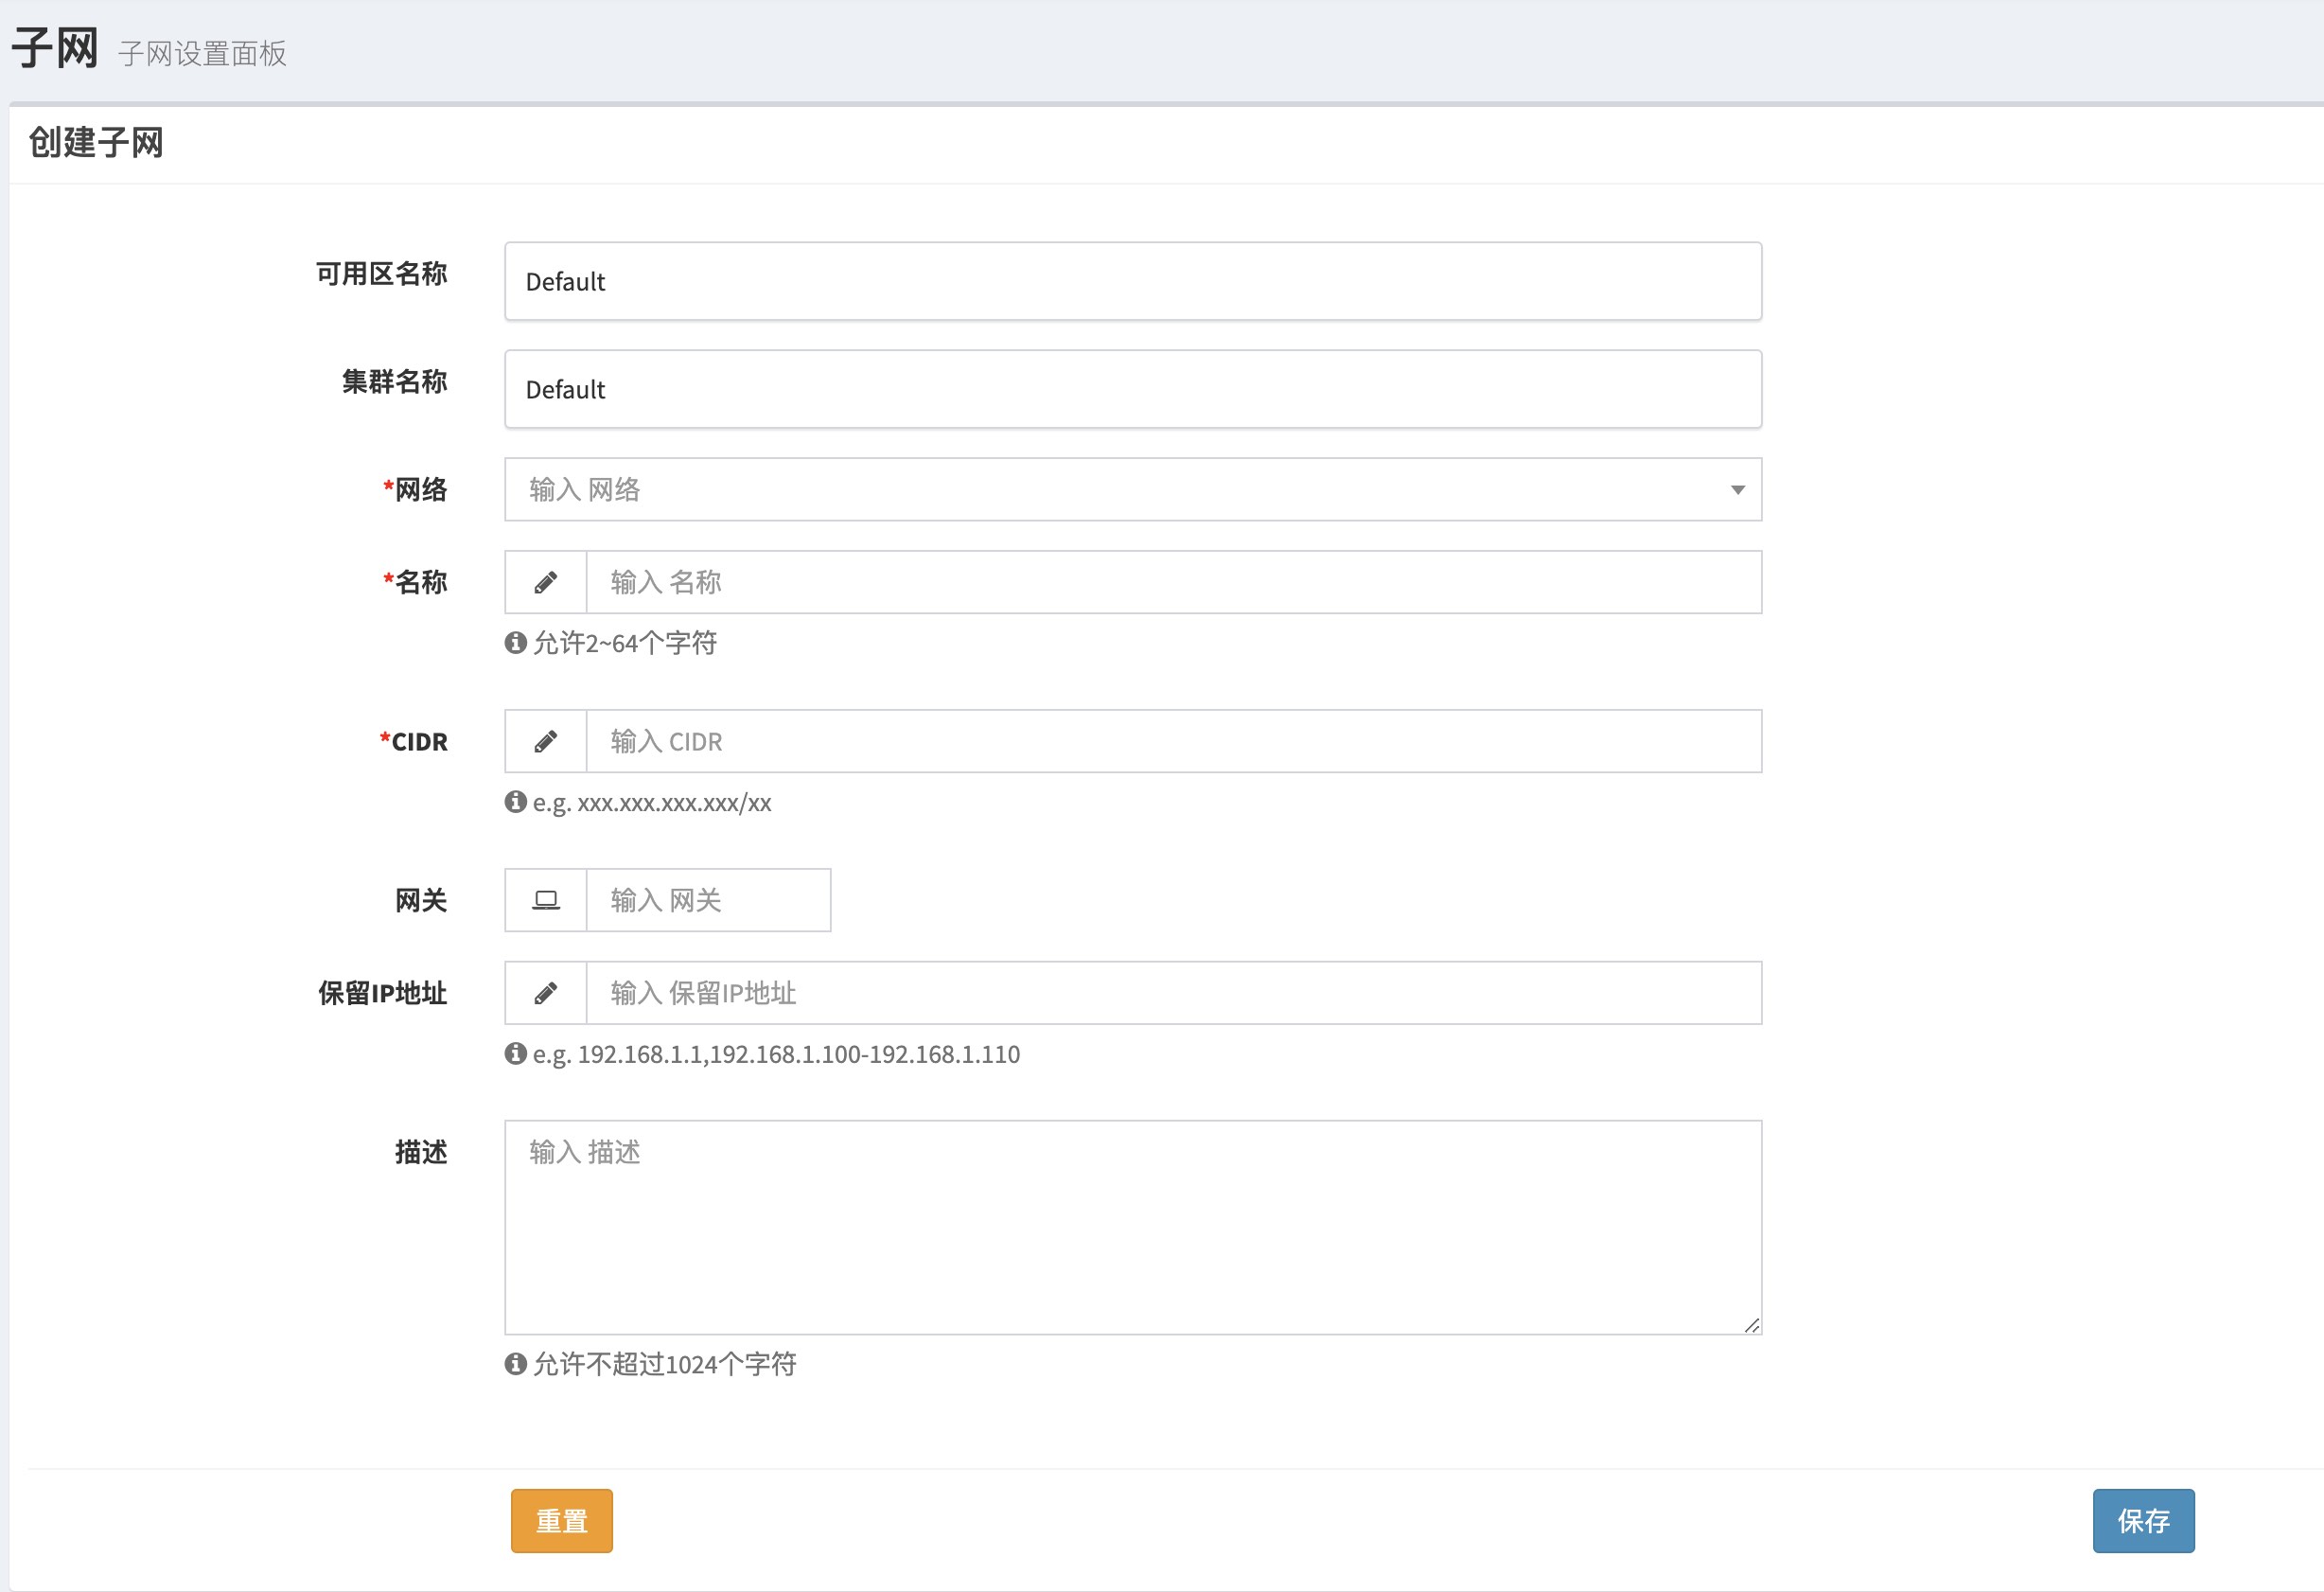 子网 子网设置面板
创建子网
可用区名称 Default
集群名称 Default
*网络 输入 网络
*名称 输入 名称
允许2~64个字符
*CIDR 输入 CIDR
e.g. xxx.xxx.xxx.xxx/xx
网关 输入 网关
保留IP地址 输入 保留IP地址
e.g. 192.168.1.1,192.168.1.100-192.168.1.110
描述 输入 描述
允许不超过1024个字符
重置 保存